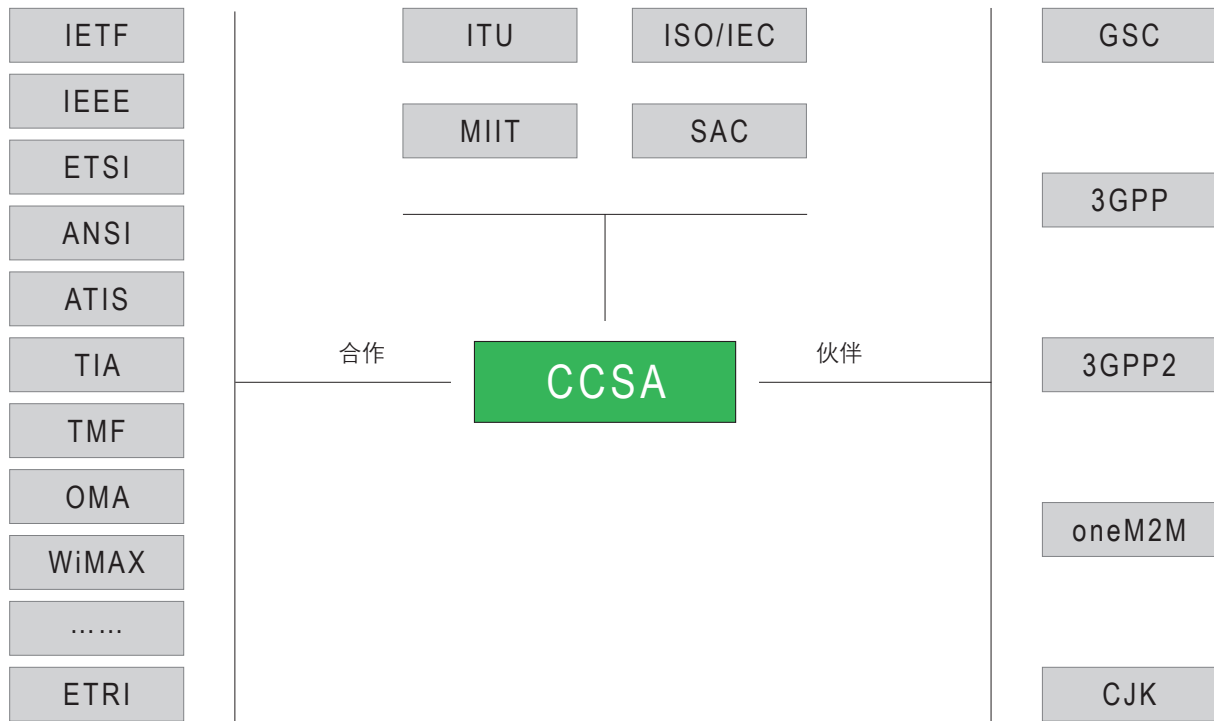 IETF
IEEE
ETSI
ANSI
ATIS
TIA
TMF
OMA
WiMAX
……
ETRI
ITU
ISO/IEC
MIIT
SAC
合作
CCSA
伙伴
GSC
3GPP
3GPP2
oneM2M
CJK